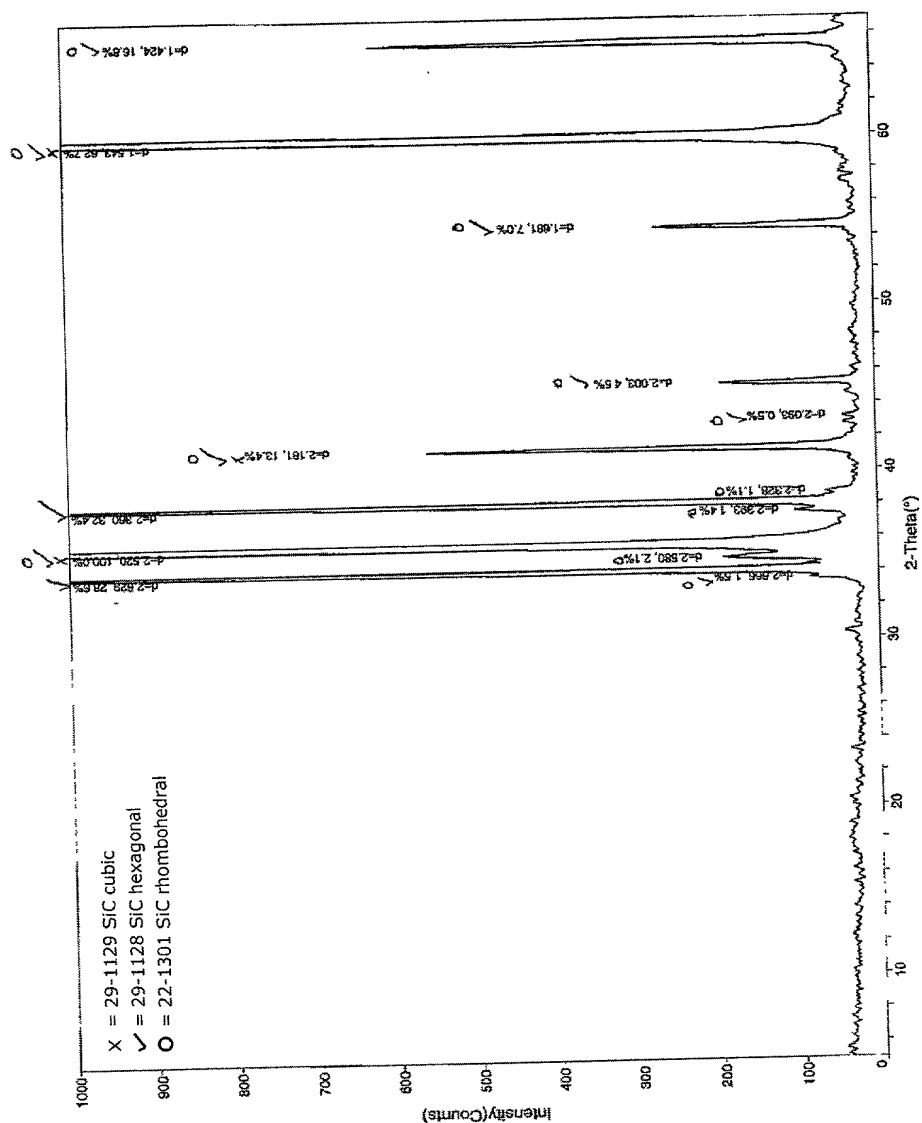 X = 29-1129 SiC cubic
✓ = 29-1128 SiC hexagonal
O = 22-1301 SiC rhombohedral
Intensity(Counts)
1000
900
800
700
600
500
400
300
200
100
0
d=2.666, 1.5%
d=2.629, 28.6%
d=2.580, 2.1%
d=2.520, 100.0%
d=2.393, 1.4%
d=2.360, 32.4%
d=2.328, 1.1%
d=2.181, 13.4%
d=2.093, 0.5%
d=2.003, 4.5%
d=1.681, 7.0%
d=1.543, 62.7%
d=1.424, 16.8%
10
20
30
40
50
60
2-Theta(°)